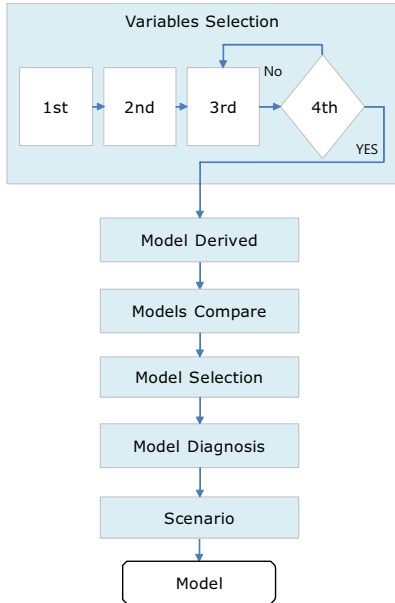 Variables Selection
No
1st
2nd
3rd
4th
YES
Model Derived
Models Compare
Model Selection
Model Diagnosis
Scenario
Model